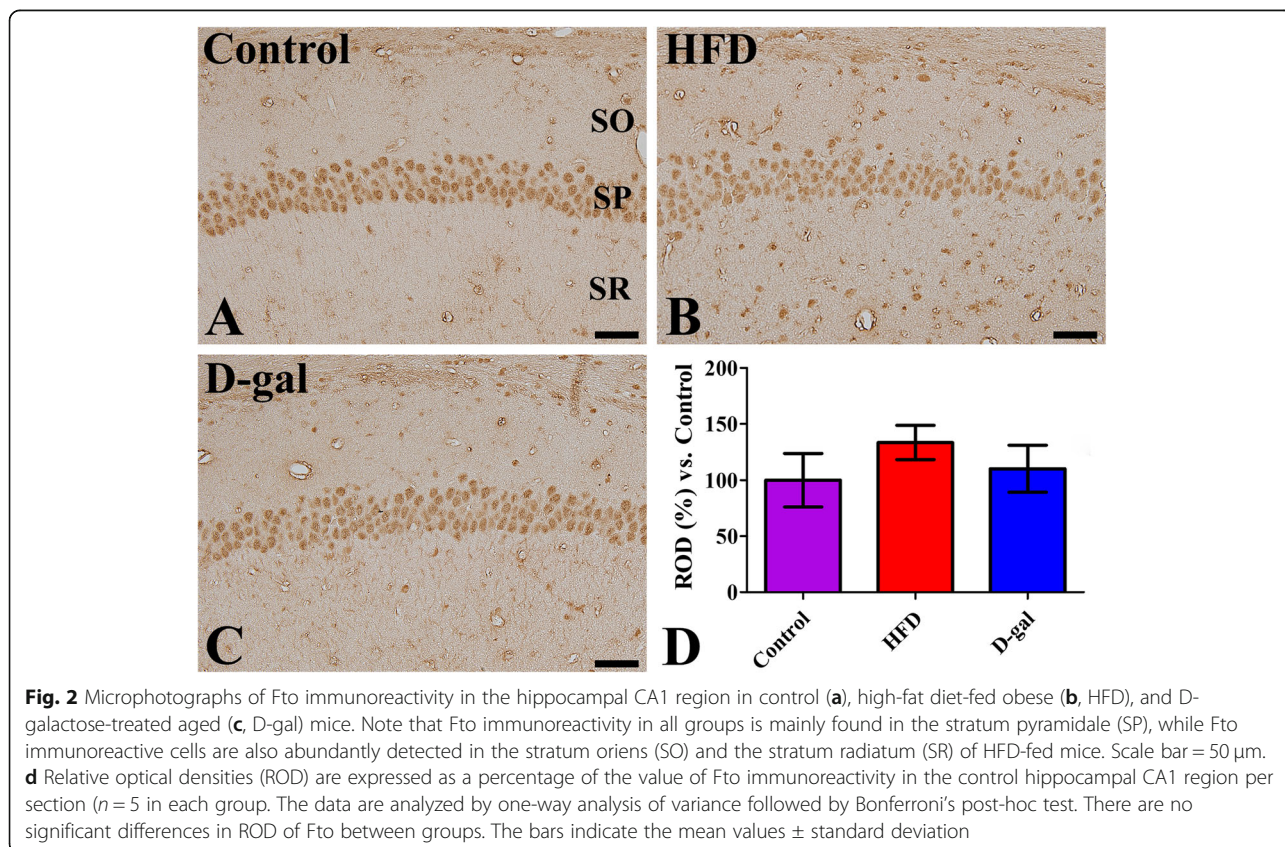 Control
HFD
SO
SP
SR
A
B
D-gal
C
ROD (%) vs. Control
200
150
100
50
0
Control
HFD
D-gal
D
Fig. 2 Microphotographs of Fto immunoreactivity in the hippocampal CA1 region in control (a), high-fat diet-fed obese (b, HFD), and D-
galactose-treated aged (c, D-gal) mice. Note that Fto immunoreactivity in all groups is mainly found in the stratum pyramidale (SP), while Fto
immunoreactive cells are also abundantly detected in the stratum oriens (SO) and the stratum radiatum (SR) of HFD-fed mice. Scale bar = 50 μm.
d Relative optical densities (ROD) are expressed as a percentage of the value of Fto immunoreactivity in the control hippocampal CA1 region per
section (n = 5 in each group. The data are analyzed by one-way analysis of variance followed by Bonferroni's post-hoc test. There are no
significant differences in ROD of Fto between groups. The bars indicate the mean values ± standard deviation